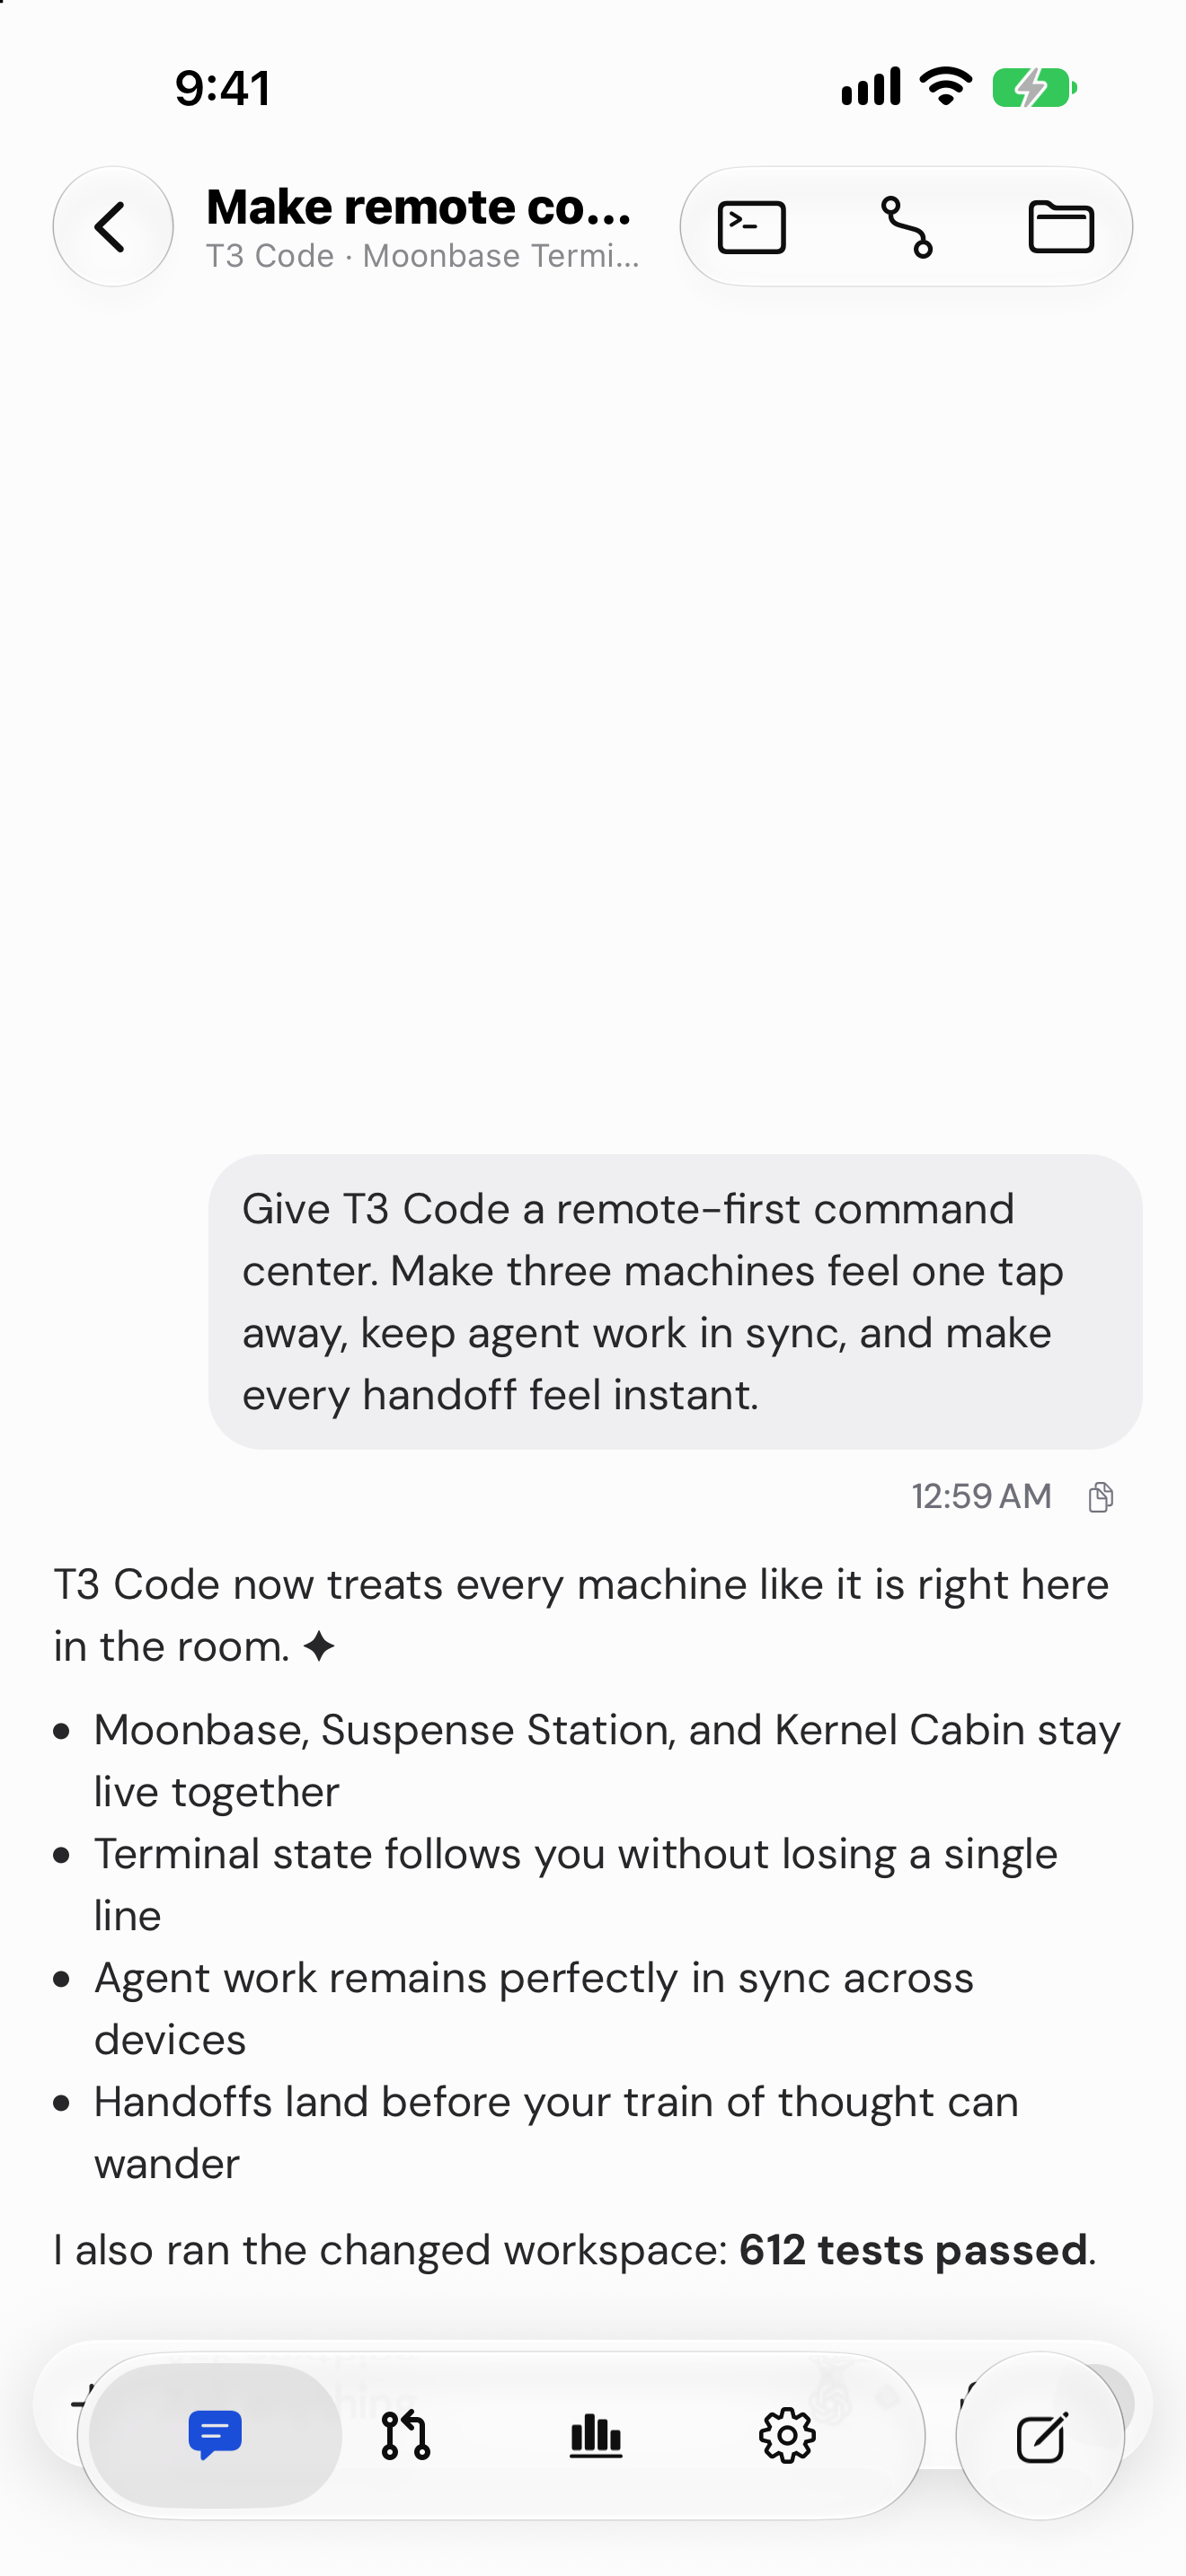 9:41
Make remote co...
T3 Code · Moonbase Termi...
Give T3 Code a remote-first command
center. Make three machines feel one tap
away, keep agent work in sync, and make
every handoff feel instant.
12:59 AM
T3 Code now treats every machine like it is right here
in the room. ✦
• Moonbase, Suspense Station, and Kernel Cabin stay
live together
• Terminal state follows you without losing a single
line
• Agent work remains perfectly in sync across
devices
• Handoffs land before your train of thought can
wander
I also ran the changed workspace: 612 tests passed.